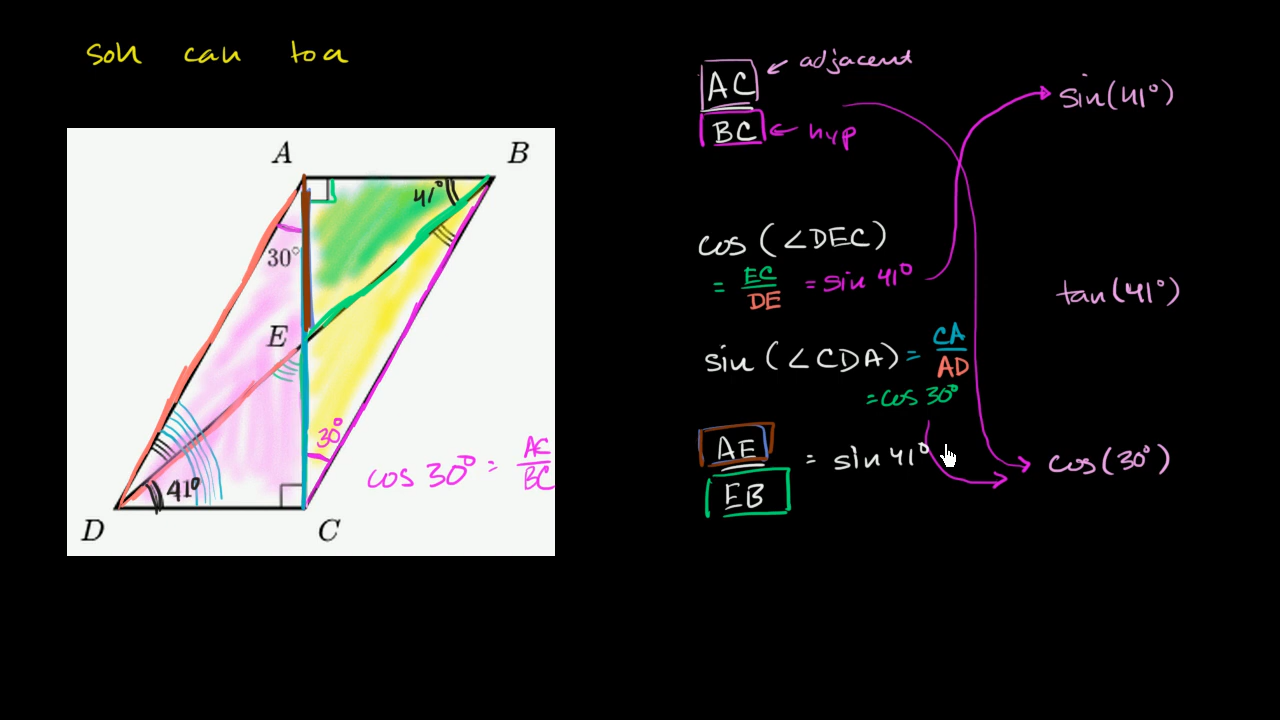 soh cah toa
A B
41°
30°
E
30°
cos 30° = AC/BC
41°
D C
AC ← adjacent
BC ← hyp
cos (∠DEC)
= EC/DE = sin 41°
sin (∠CDA) = CA/AD
= cos 30°
AE/EB = sin 41°
sin(41°)
tan(41°)
cos(30°)